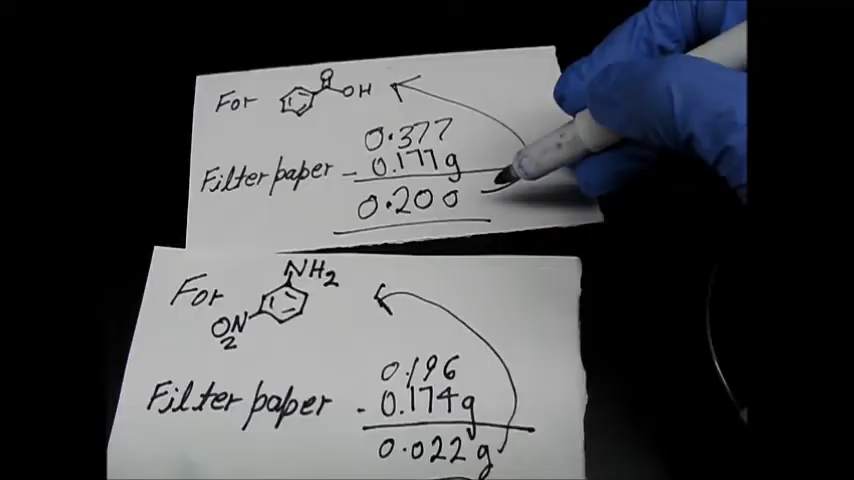 For
O
OH
0.377
Filter paper - 0.177g
0.200
For
NH2
O2N
0.196
Filter paper - 0.174g
0.022g